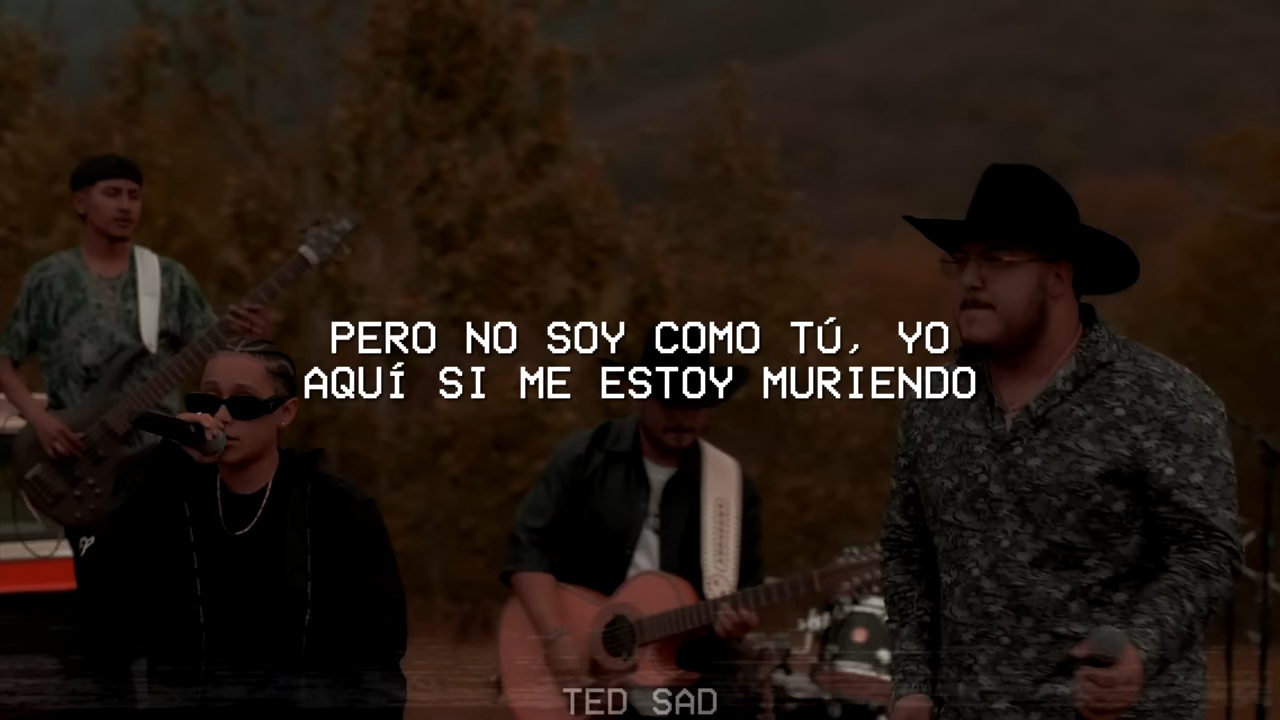 PERO NO SOY COMO TÚ, YO
AQUÍ SI ME ESTOY MURIENDO
TED SAD